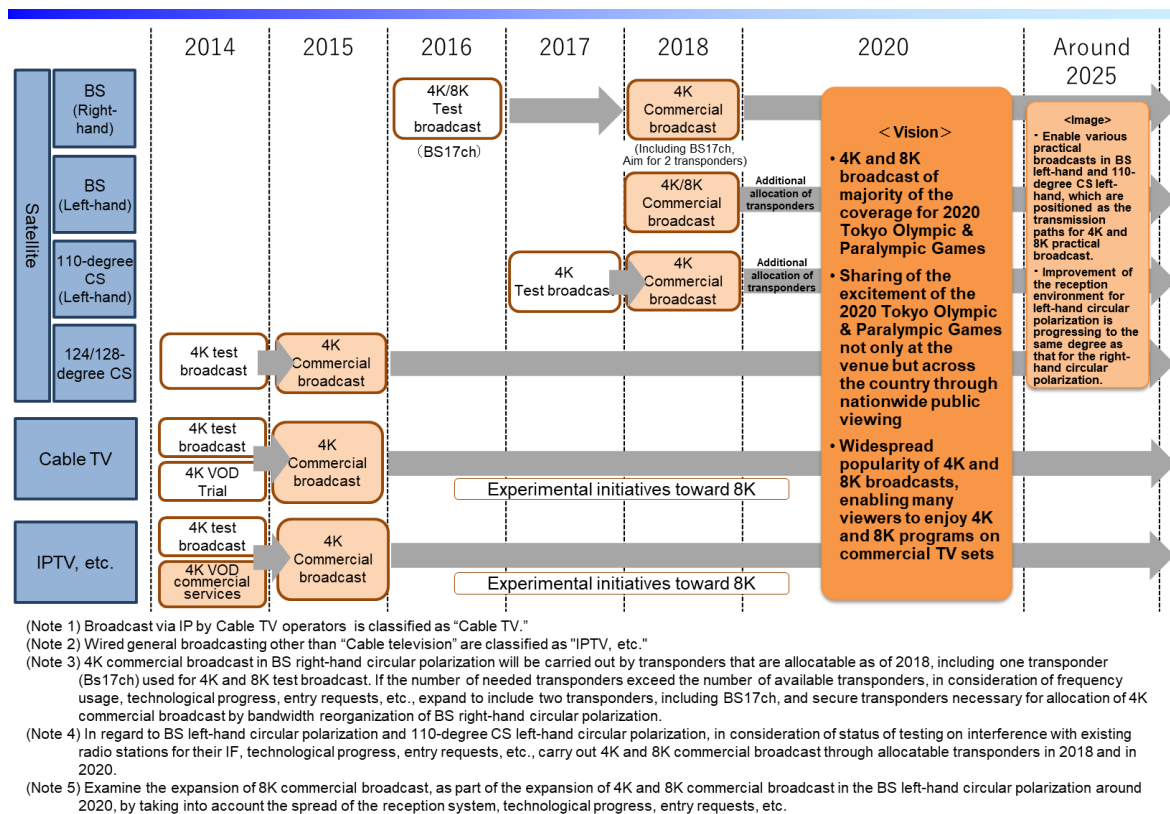 2014
2015
2016
2017
2018
2020
Around
2025
Satellite
BS
(Right-
hand)
4K/8K
Test
broadcast
(BS17ch)
4K
Commercial
broadcast
(Including BS17ch,
Aim for 2 transponders)
BS
(Left-hand)
4K/8K
Commercial
broadcast
Additional
allocation of
transponders
110-degree
CS
(Left-hand)
4K
Test broadcast
4K
Commercial
broadcast
Additional
allocation of
transponders
124/128-
degree CS
4K test
broadcast
4K
Commercial
broadcast
Cable TV
4K test
broadcast
4K VOD
Trial
4K
Commercial
broadcast
Experimental initiatives toward 8K
IPTV, etc.
4K test
broadcast
4K VOD
commercial
services
4K
Commercial
broadcast
Experimental initiatives toward 8K
<Vision>
• 4K and 8K
broadcast of
majority of the
coverage for 2020
Tokyo Olympic &
Paralympic Games
• Sharing of the
excitement of the
2020 Tokyo Olympic
& Paralympic Games
not only at the
venue but across
the country through
nationwide public
viewing
• Widespread
popularity of 4K and
8K broadcasts,
enabling many
viewers to enjoy 4K
and 8K programs on
commercial TV sets
<Image>
・Enable various
practical
broadcasts in BS
left-hand and 110-
degree CS left-
hand, which are
positioned as the
transmission
paths for 4K and
8K practical
broadcast.
・Improvement of
the reception
environment for
left-hand circular
polarization is
progressing to the
same degree as
that for the right-
hand circular
polarization.
(Note 1) Broadcast via IP by Cable TV operators is classified as “Cable TV.”
(Note 2) Wired general broadcasting other than “Cable television” are classified as "IPTV, etc."
(Note 3) 4K commercial broadcast in BS right-hand circular polarization will be carried out by transponders that are allocatable as of 2018, including one transponder
(Bs17ch) used for 4K and 8K test broadcast. If the number of needed transponders exceed the number of available transponders, in consideration of frequency
usage, technological progress, entry requests, etc., expand to include two transponders, including BS17ch, and secure transponders necessary for allocation of 4K
commercial broadcast by bandwidth reorganization of BS right-hand circular polarization.
(Note 4) In regard to BS left-hand circular polarization and 110-degree CS left-hand circular polarization, in consideration of status of testing on interference with existing
radio stations for their IF, technological progress, entry requests, etc., carry out 4K and 8K commercial broadcast through allocatable transponders in 2018 and in
2020.
(Note 5) Examine the expansion of 8K commercial broadcast, as part of the expansion of 4K and 8K commercial broadcast in the BS left-hand circular polarization around
2020, by taking into account the spread of the reception system, technological progress, entry requests, etc.